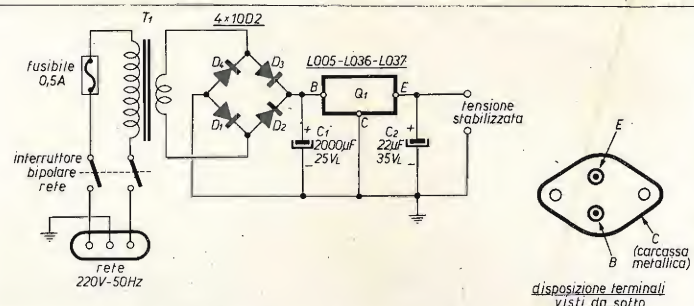 T1
4x10D2
fusibile
0,5A
D4
D3
D1
D2
L005-L036-L037
B
Q1
E
C
C1
2000µF
25VL
C2
22µF
35VL
+
-
+
-
tensione
stabilizzata
interruttore
bipolare
rete
rete
220V-50Hz
E
B
C
(carcassa
metallica)
disposizione terminali
visti da sotto